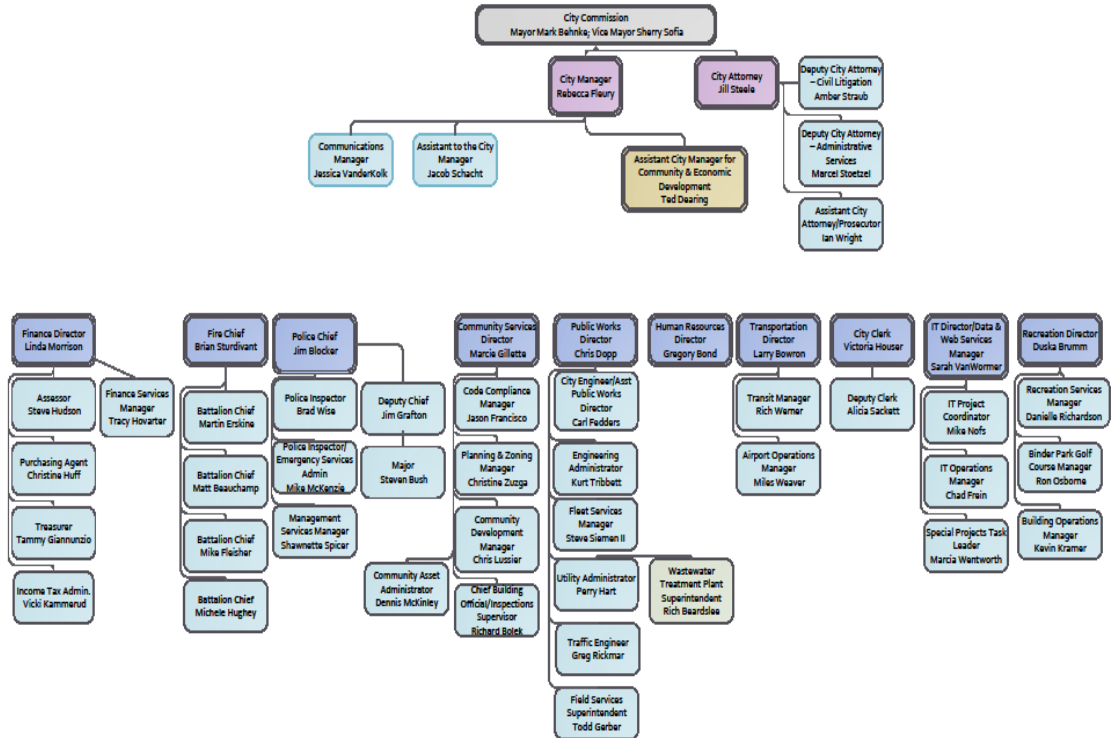 City Commission
Mayor Mark Behnke; Vice Mayor Sherry Sofia
City Manager
Rebecca Fleury
City Attorney
Jill Steele
Deputy City Attorney
– Civil Litigation
Amber Straub
Deputy City Attorney
– Administrative
Services
Marcel Stoetzel
Assistant City
Attorney/Prosecutor
Ian Wright
Communications
Manager
Jessica VanderKolk
Assistant to the City
Manager
Jacob Schacht
Assistant City Manager for
Community & Economic
Development
Ted Dearing
Finance Director
Linda Morrison
Assessor
Steve Hudson
Finance Services
Manager
Tracy Hovarter
Purchasing Agent
Christine Huff
Treasurer
Tammy Giannunzio
Income Tax Admin.
Vicki Kammerud
Fire Chief
Brian Sturdivant
Battalion Chief
Martin Erskine
Battalion Chief
Matt Beauchamp
Battalion Chief
Mike Fleisher
Battalion Chief
Michele Hughey
Police Chief
Jim Blocker
Police Inspector
Brad Wise
Police Inspector/
Emergency Services
Admin
Mike McKenzie
Management
Services Manager
Shawnette Spicer
Deputy Chief
Jim Grafton
Major
Steven Bush
Community Services
Director
Marcie Gillette
Code Compliance
Manager
Jason Francisco
Planning & Zoning
Manager
Christine Zuzga
Community
Development
Manager
Chris Lussier
Community Asset
Administrator
Dennis McKinley
Chief Building
Official/Inspections
Supervisor
Richard Bolek
Public Works
Director
Chris Dopp
City Engineer/Asst
Public Works
Director
Carl Fedders
Engineering
Administrator
Kurt Tribbett
Fleet Services
Manager
Steve Siemen II
Utility Administrator
Perry Hart
Wastewater
Treatment Plant
Superintendent
Rich Beardslee
Traffic Engineer
Greg Rickmar
Field Services
Superintendent
Todd Gerber
Human Resources
Director
Gregory Bond
Transportation
Director
Larry Bowron
Transit Manager
Rich Werner
Airport Operations
Manager
Miles Weaver
City Clerk
Victoria Houser
Deputy Clerk
Alicia Sackett
IT Director/Data &
Web Services
Manager
Sarah VanWormer
IT Project
Coordinator
Mike Nofs
IT Operations
Manager
Chad Frein
Special Projects Task
Leader
Marcia Wentworth
Recreation Director
Duska Brumm
Recreation Services
Manager
Danielle Richardson
Binder Park Golf
Course Manager
Ron Osborne
Building Operations
Manager
Kevin Kramer